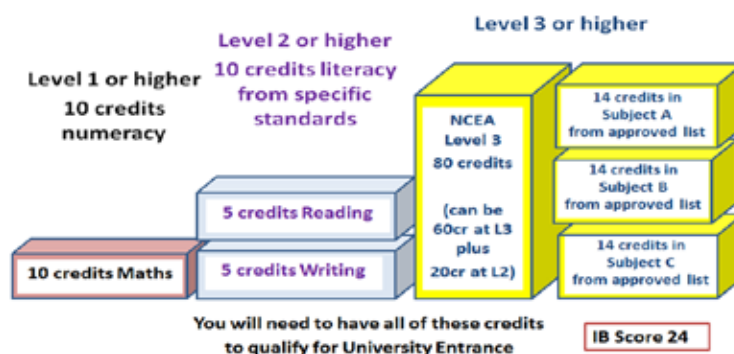 Level 1 or higher
10 credits
numeracy
Level 2 or higher
10 credits literacy
from specific
standards
Level 3 or higher
10 credits Maths
5 credits Reading
5 credits Writing
NCEA
Level 3
80 credits
(can be
60cr at L3
plus
20cr at L2)
14 credits in
Subject A
from approved list
14 credits in
Subject B
from approved list
14 credits in
Subject C
from approved list
You will need to have all of these credits
to qualify for University Entrance
IB Score 24